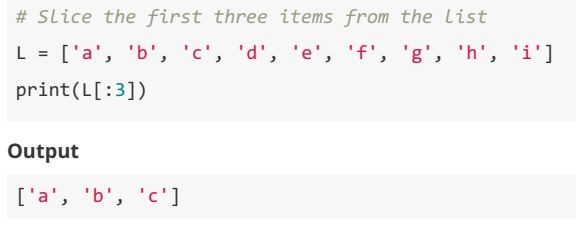 # Slice the first three items from the list
L = ['a', 'b', 'c', 'd', 'e', 'f', 'g', 'h', 'i']
print(L[:3])
Output
['a', 'b', 'c']